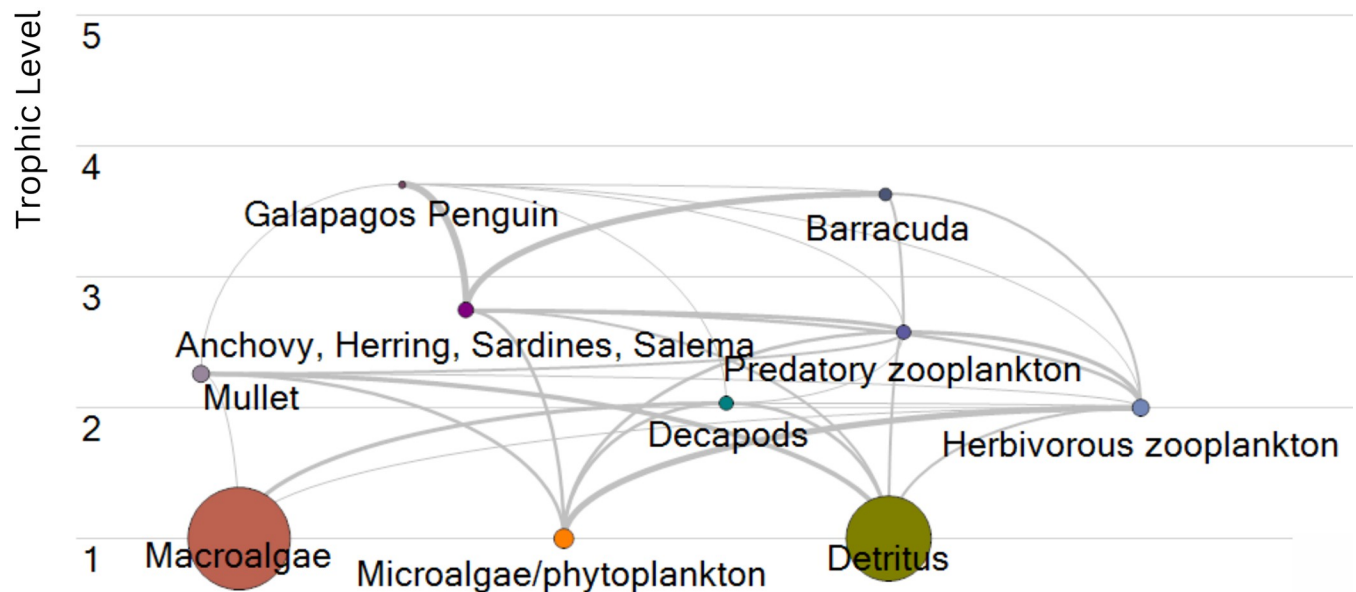 Trophic Level
5
4
Galapagos Penguin
Barracuda
3
Anchovy, Herring, Sardines, Salema
Predatory zooplankton
Mullet
2
Decapods
Herbivorous zooplankton
1
Macroalgae
Microalgae/phytoplankton
Detritus